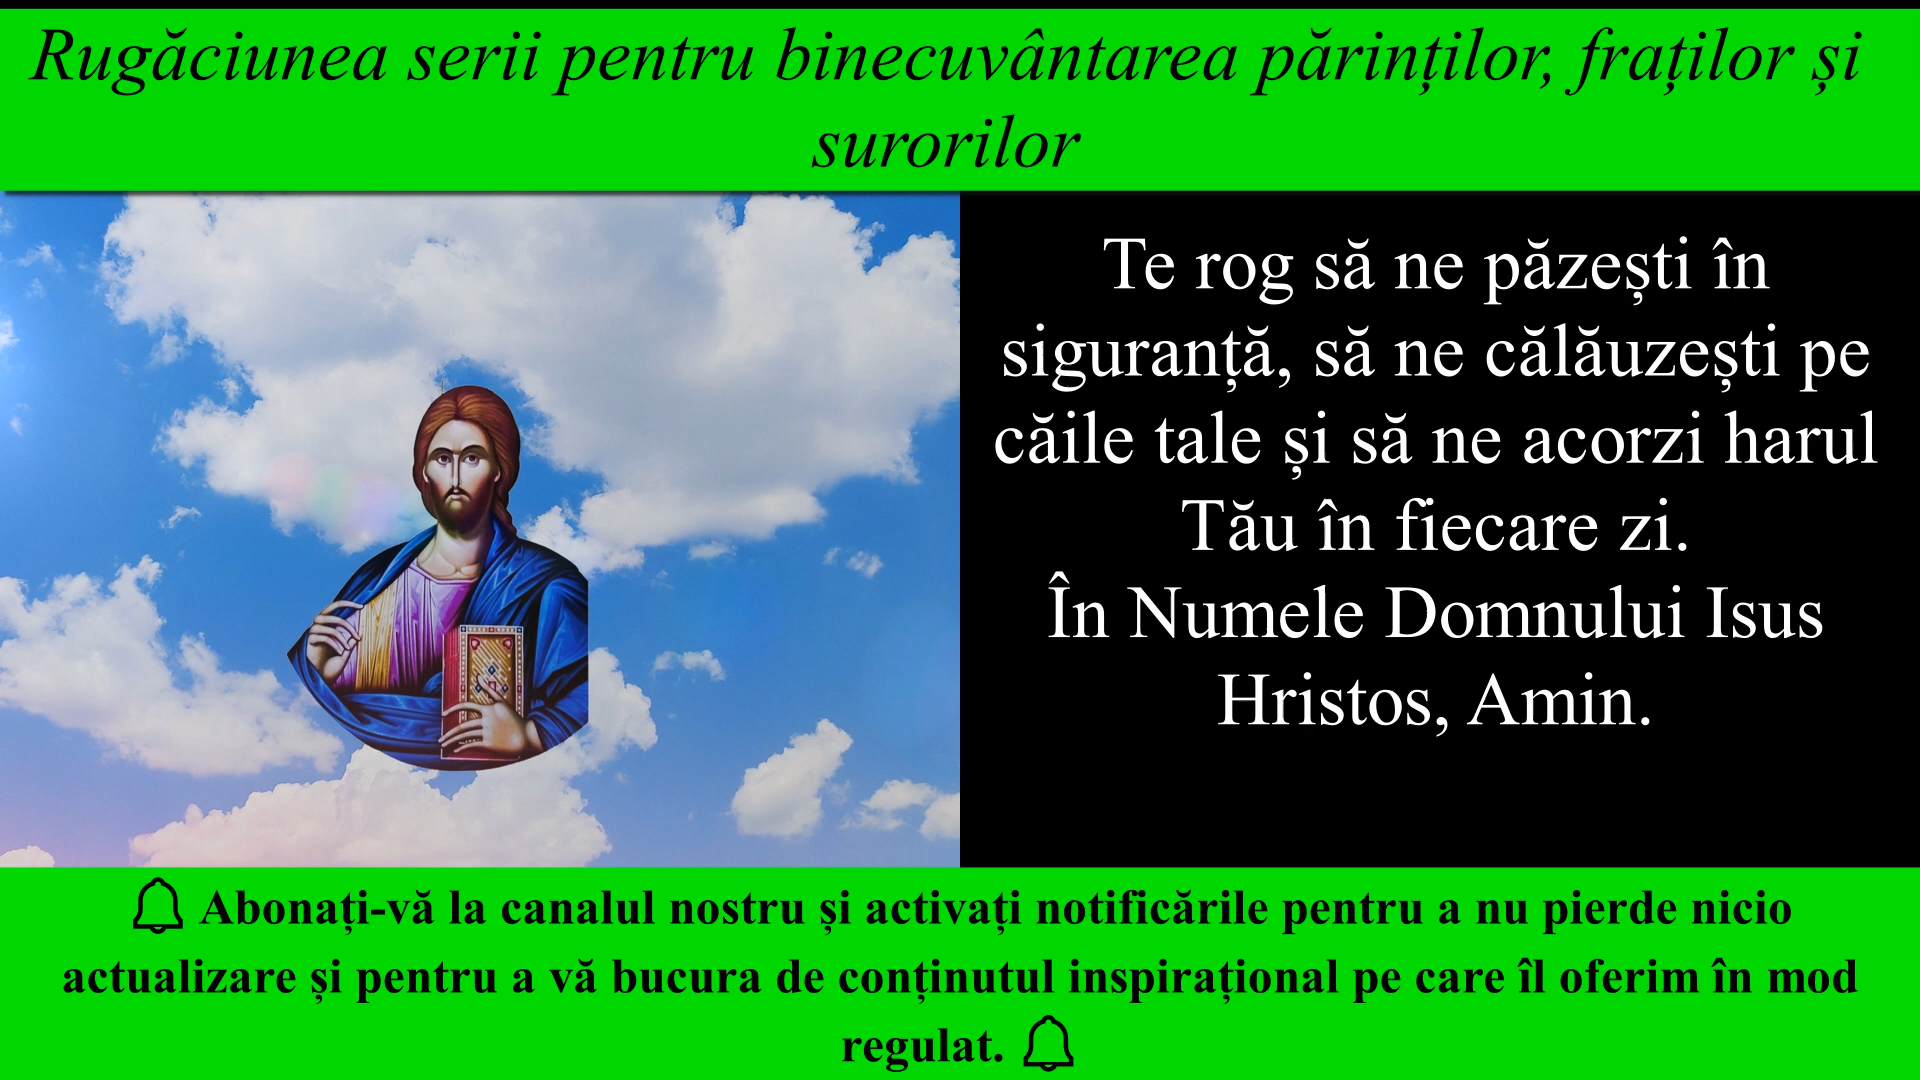 Rugăciunea serii pentru binecuvântarea părinților, fraților și
surorilor
Te rog să ne păzești în
siguranță, să ne călăuzești pe
căile tale și să ne acorzi harul
Tău în fiecare zi.
În Numele Domnului Isus
Hristos, Amin.
🔔 Abonați-vă la canalul nostru și activați notificările pentru a nu pierde nicio
actualizare și pentru a vă bucura de conținutul inspirațional pe care îl oferim în mod
regulat. 🔔